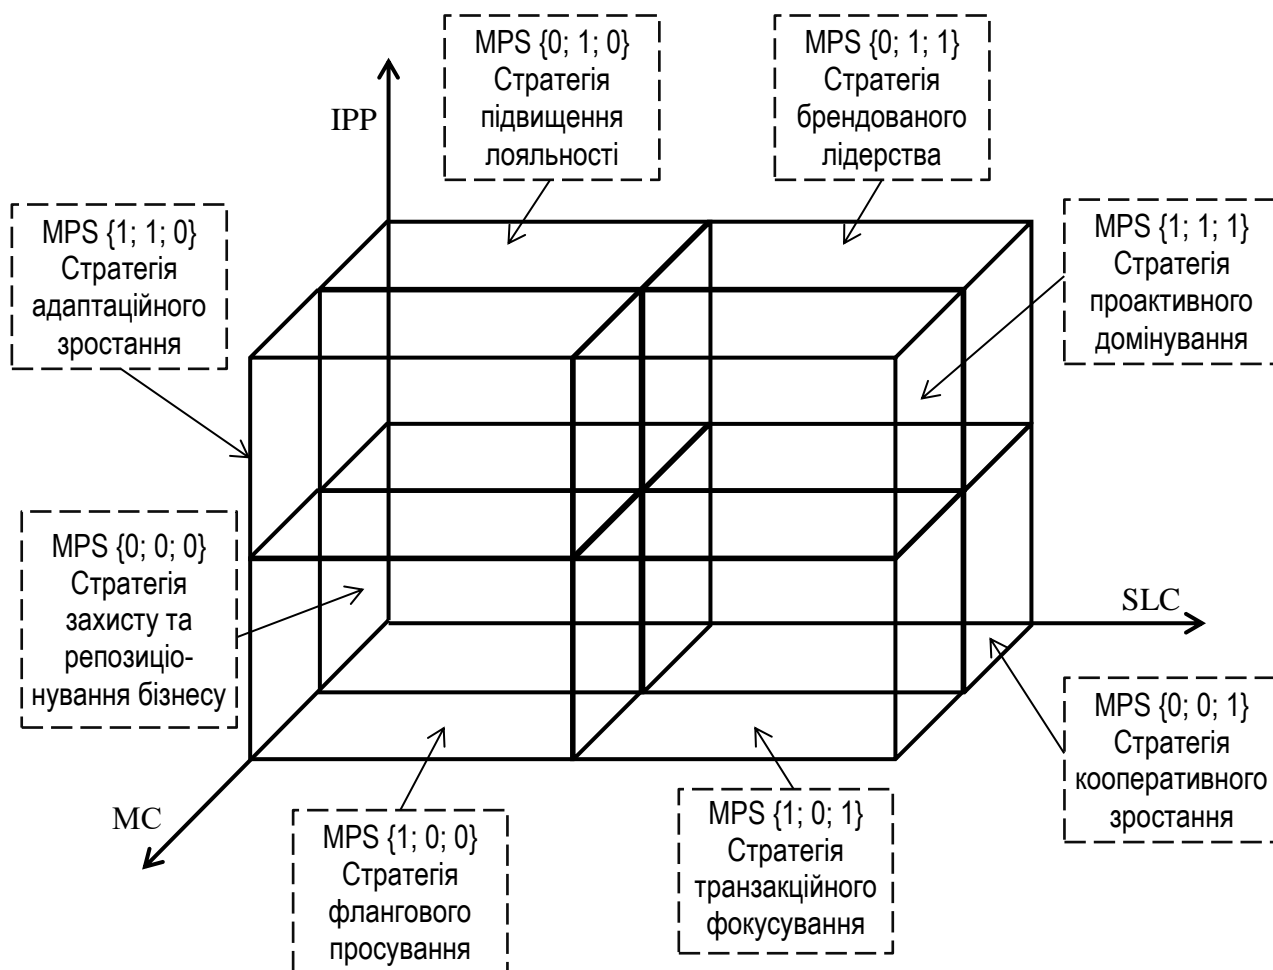 MPS {0; 1; 0}
Стратегія
підвищення
лояльності
MPS {0; 1; 1}
Стратегія
брендованого
лідерства
IPP
MPS {1; 1; 0}
Стратегія
адаптаційного
зростання
MPS {1; 1; 1}
Стратегія
проактивного
домінування
MPS {0; 0; 0}
Стратегія
захисту та
репозиціо-
нування бізнесу
SLC
MPS {0; 0; 1}
Стратегія
кооперативного
зростання
MC
MPS {1; 0; 0}
Стратегія
флангового
просування
MPS {1; 0; 1}
Стратегія
транзакційного
фокусування